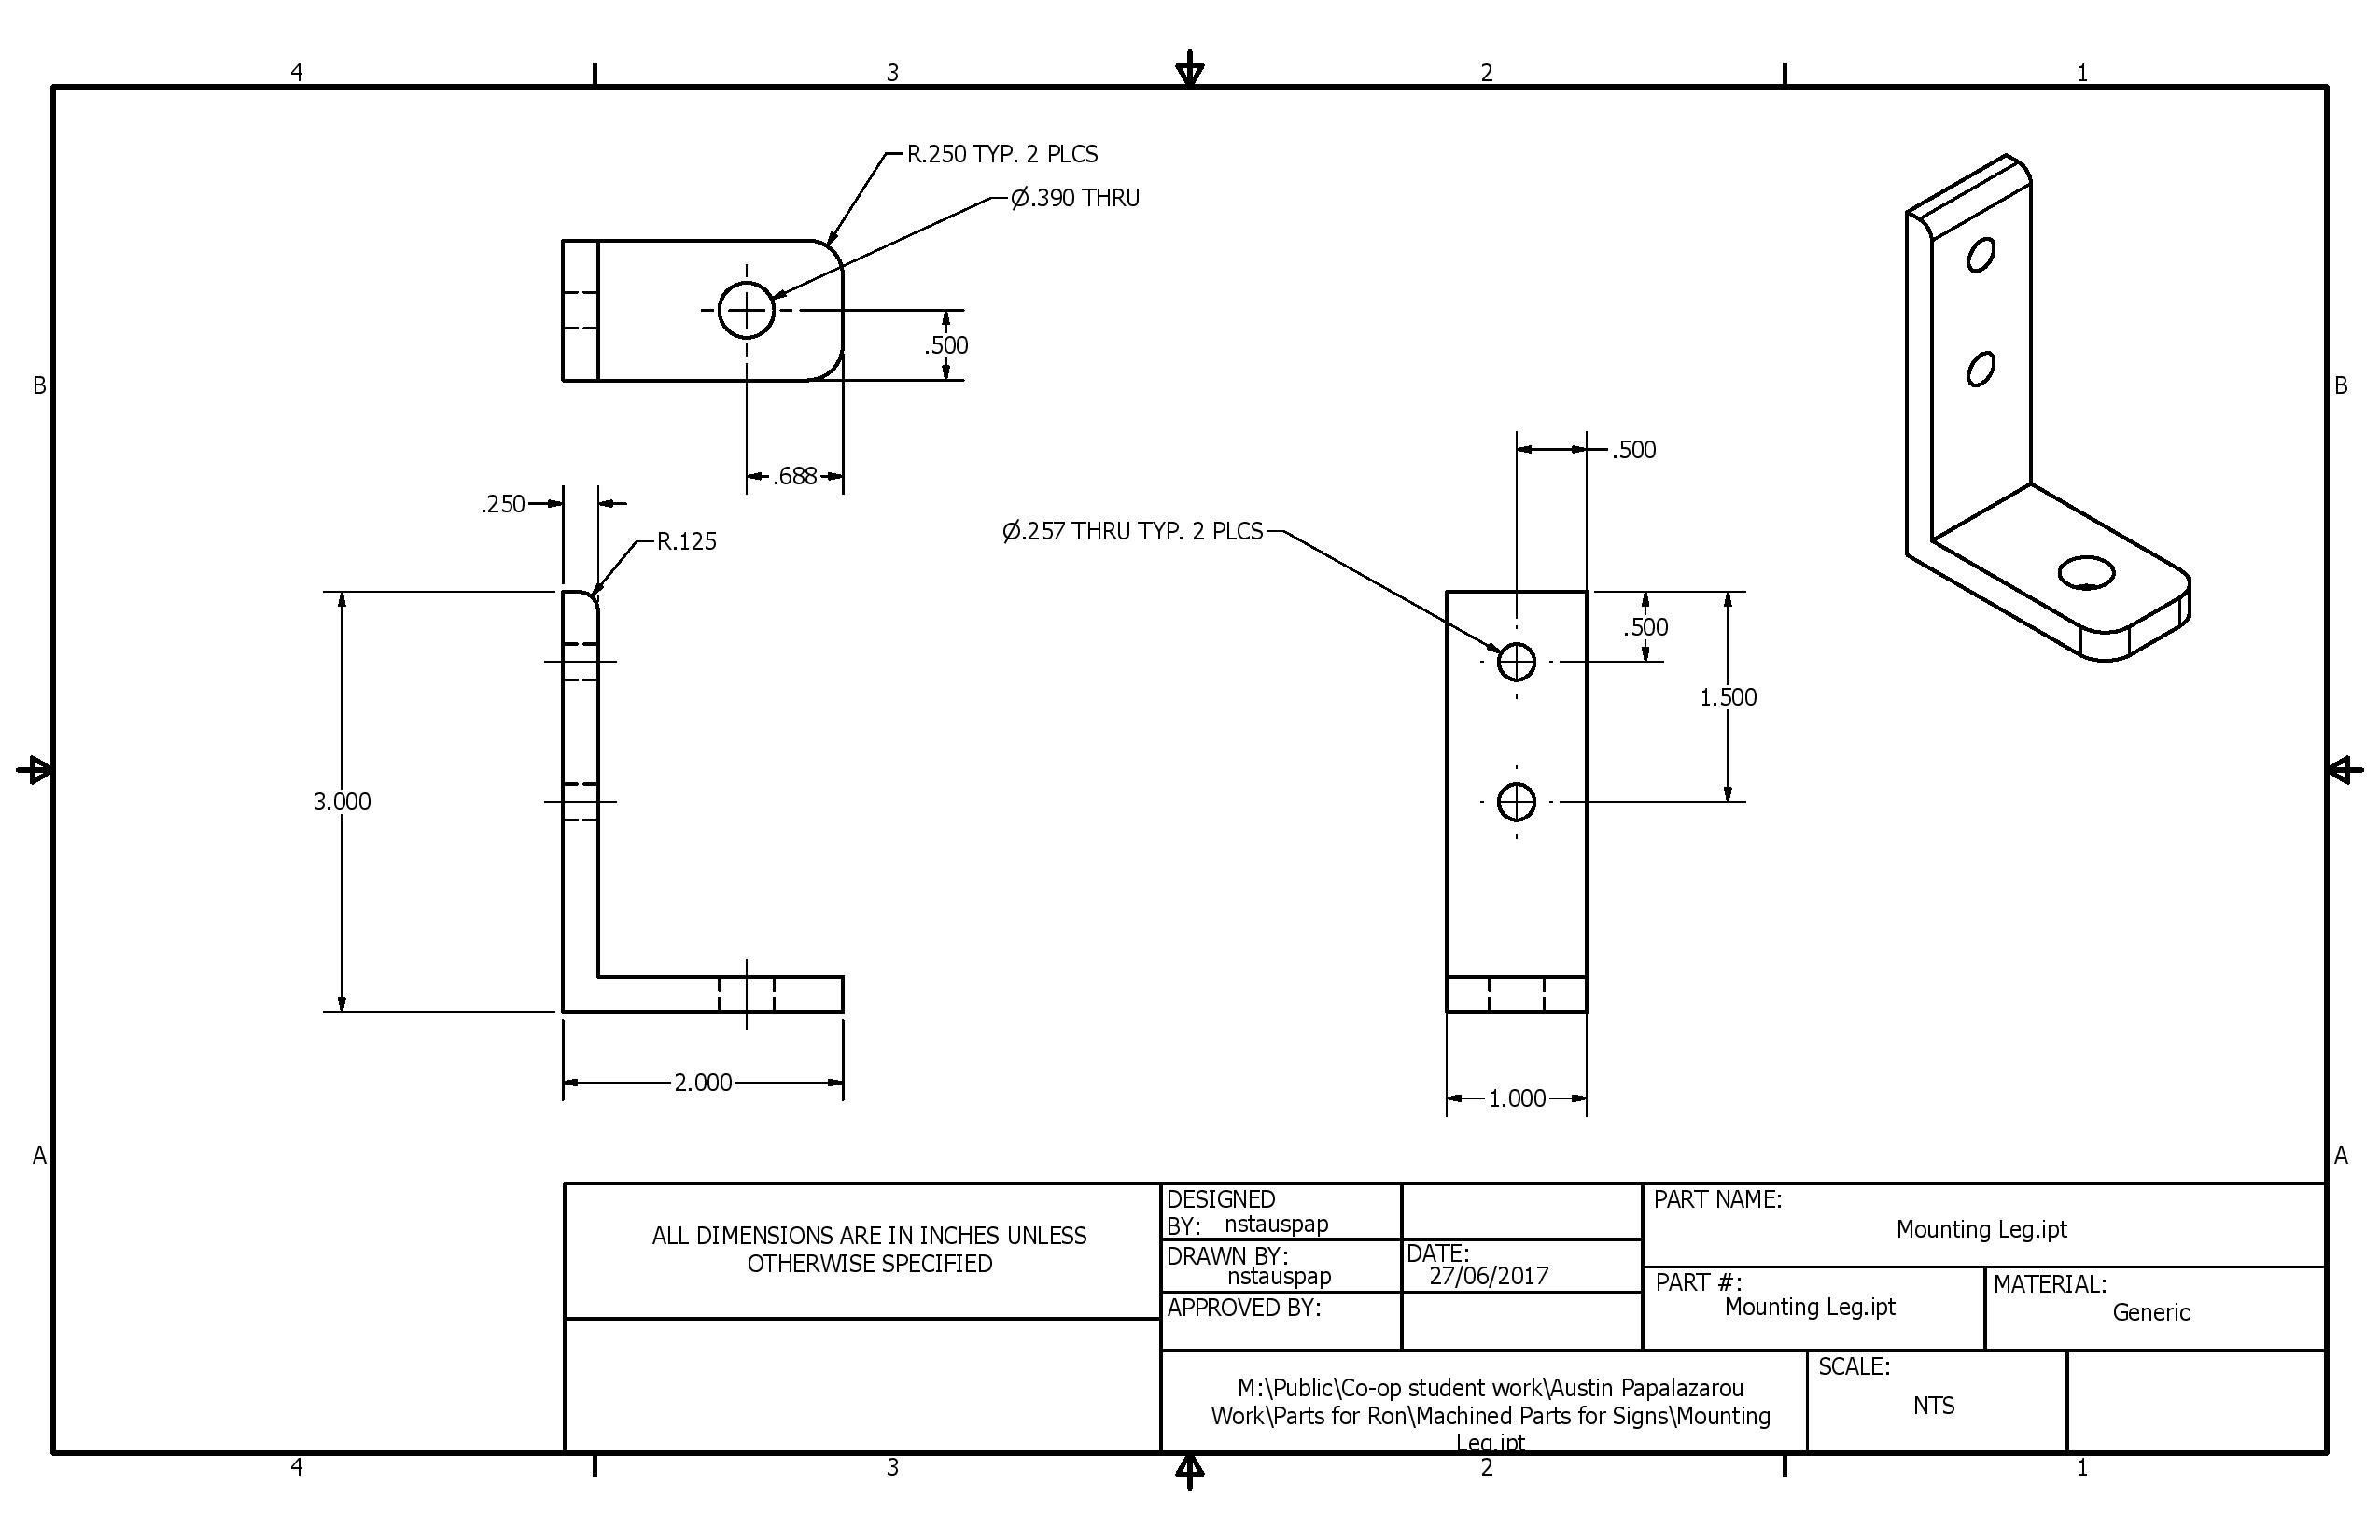 4
3
2
1
R.250 TYP. 2 PLCS
Ø.390 THRU
.500
B
B
.688
.500
.250
Ø.257 THRU TYP. 2 PLCS
R.125
.500
1.500
3.000
2.000
1.000
A
A
ALL DIMENSIONS ARE IN INCHES UNLESS
OTHERWISE SPECIFIED
DESIGNED
BY: nstauspap
DRAWN BY:
nstauspap
DATE:
27/06/2017
APPROVED BY:
PART NAME:
Mounting Leg.ipt
PART #:
Mounting Leg.ipt
MATERIAL:
Generic
M:\Public\Co-op student work\Austin Papalazarou
Work\Parts for Ron\Machined Parts for Signs\Mounting
Leg.ipt
SCALE:
NTS
4
3
2
1